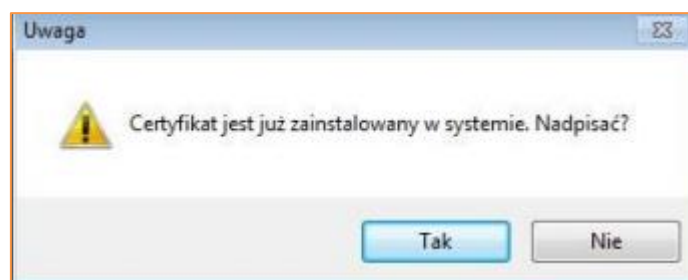 Uwaga
Certyfikat jest już zainstalowany w systemie. Nadpisać?
Tak
Nie